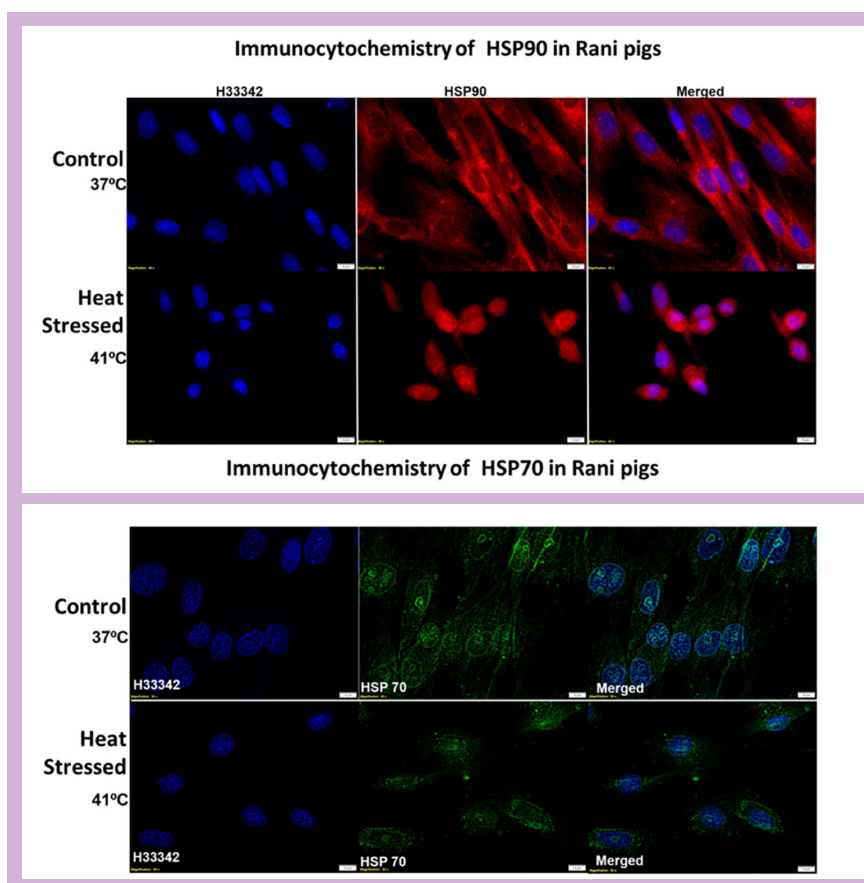 Immunocytochemistry of HSP90 in Rani pigs
H33342 HSP90 Merged
Control
37ºC
Heat
Stressed
41ºC
Immunocytochemistry of HSP70 in Rani pigs
Control
37ºC
H33342 HSP 70 Merged
Heat
Stressed
41ºC
H33342 HSP 70 Merged